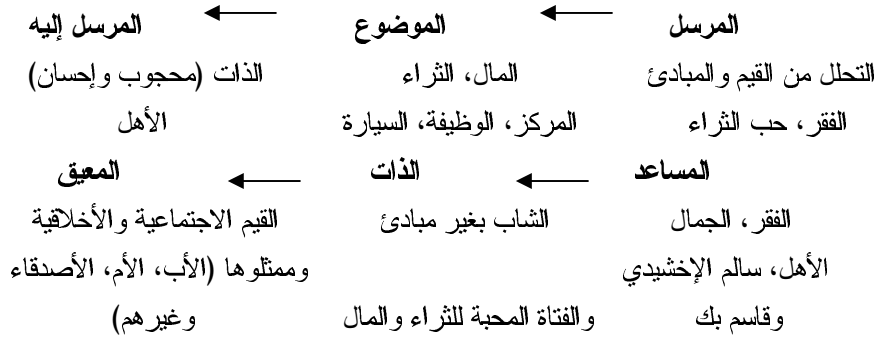 المرسل الموضوع المرسل إليه
التحلل من القيم والمبادئ المال، الثراء الذات (محجوب وإحسان)
الفقر، حب الثراء المركز، الوظيفة، السيارة الأهل
المساعد الذات المعيق
الفقر، الجمال الشاب بغير مبادئ القيم الاجتماعية والأخلاقية
الأهل، سالم الإخشيدي وممثلوها (الأب، الأم، الأصدقاء
وقاسم بك والفتاة المحبة للثراء والمال وغيرهم)